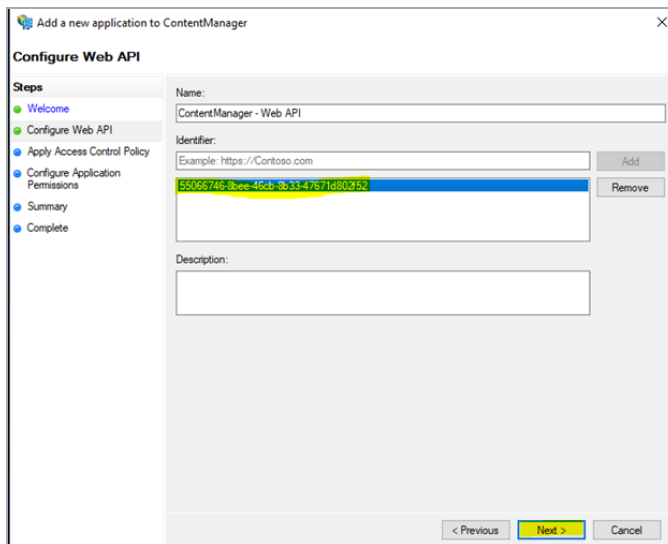 Add a new application to ContentManager
Configure Web API
Steps
Welcome
Configure Web API
Apply Access Control Policy
Configure Application
Permissions
Summary
Complete
Name:
ContentManager - Web API
Identifier:
Example: https://Contoso.com
Add
55066746-8bee-46cb-8b33-47671d802f52
Remove
Description:
< Previous
Next >
Cancel